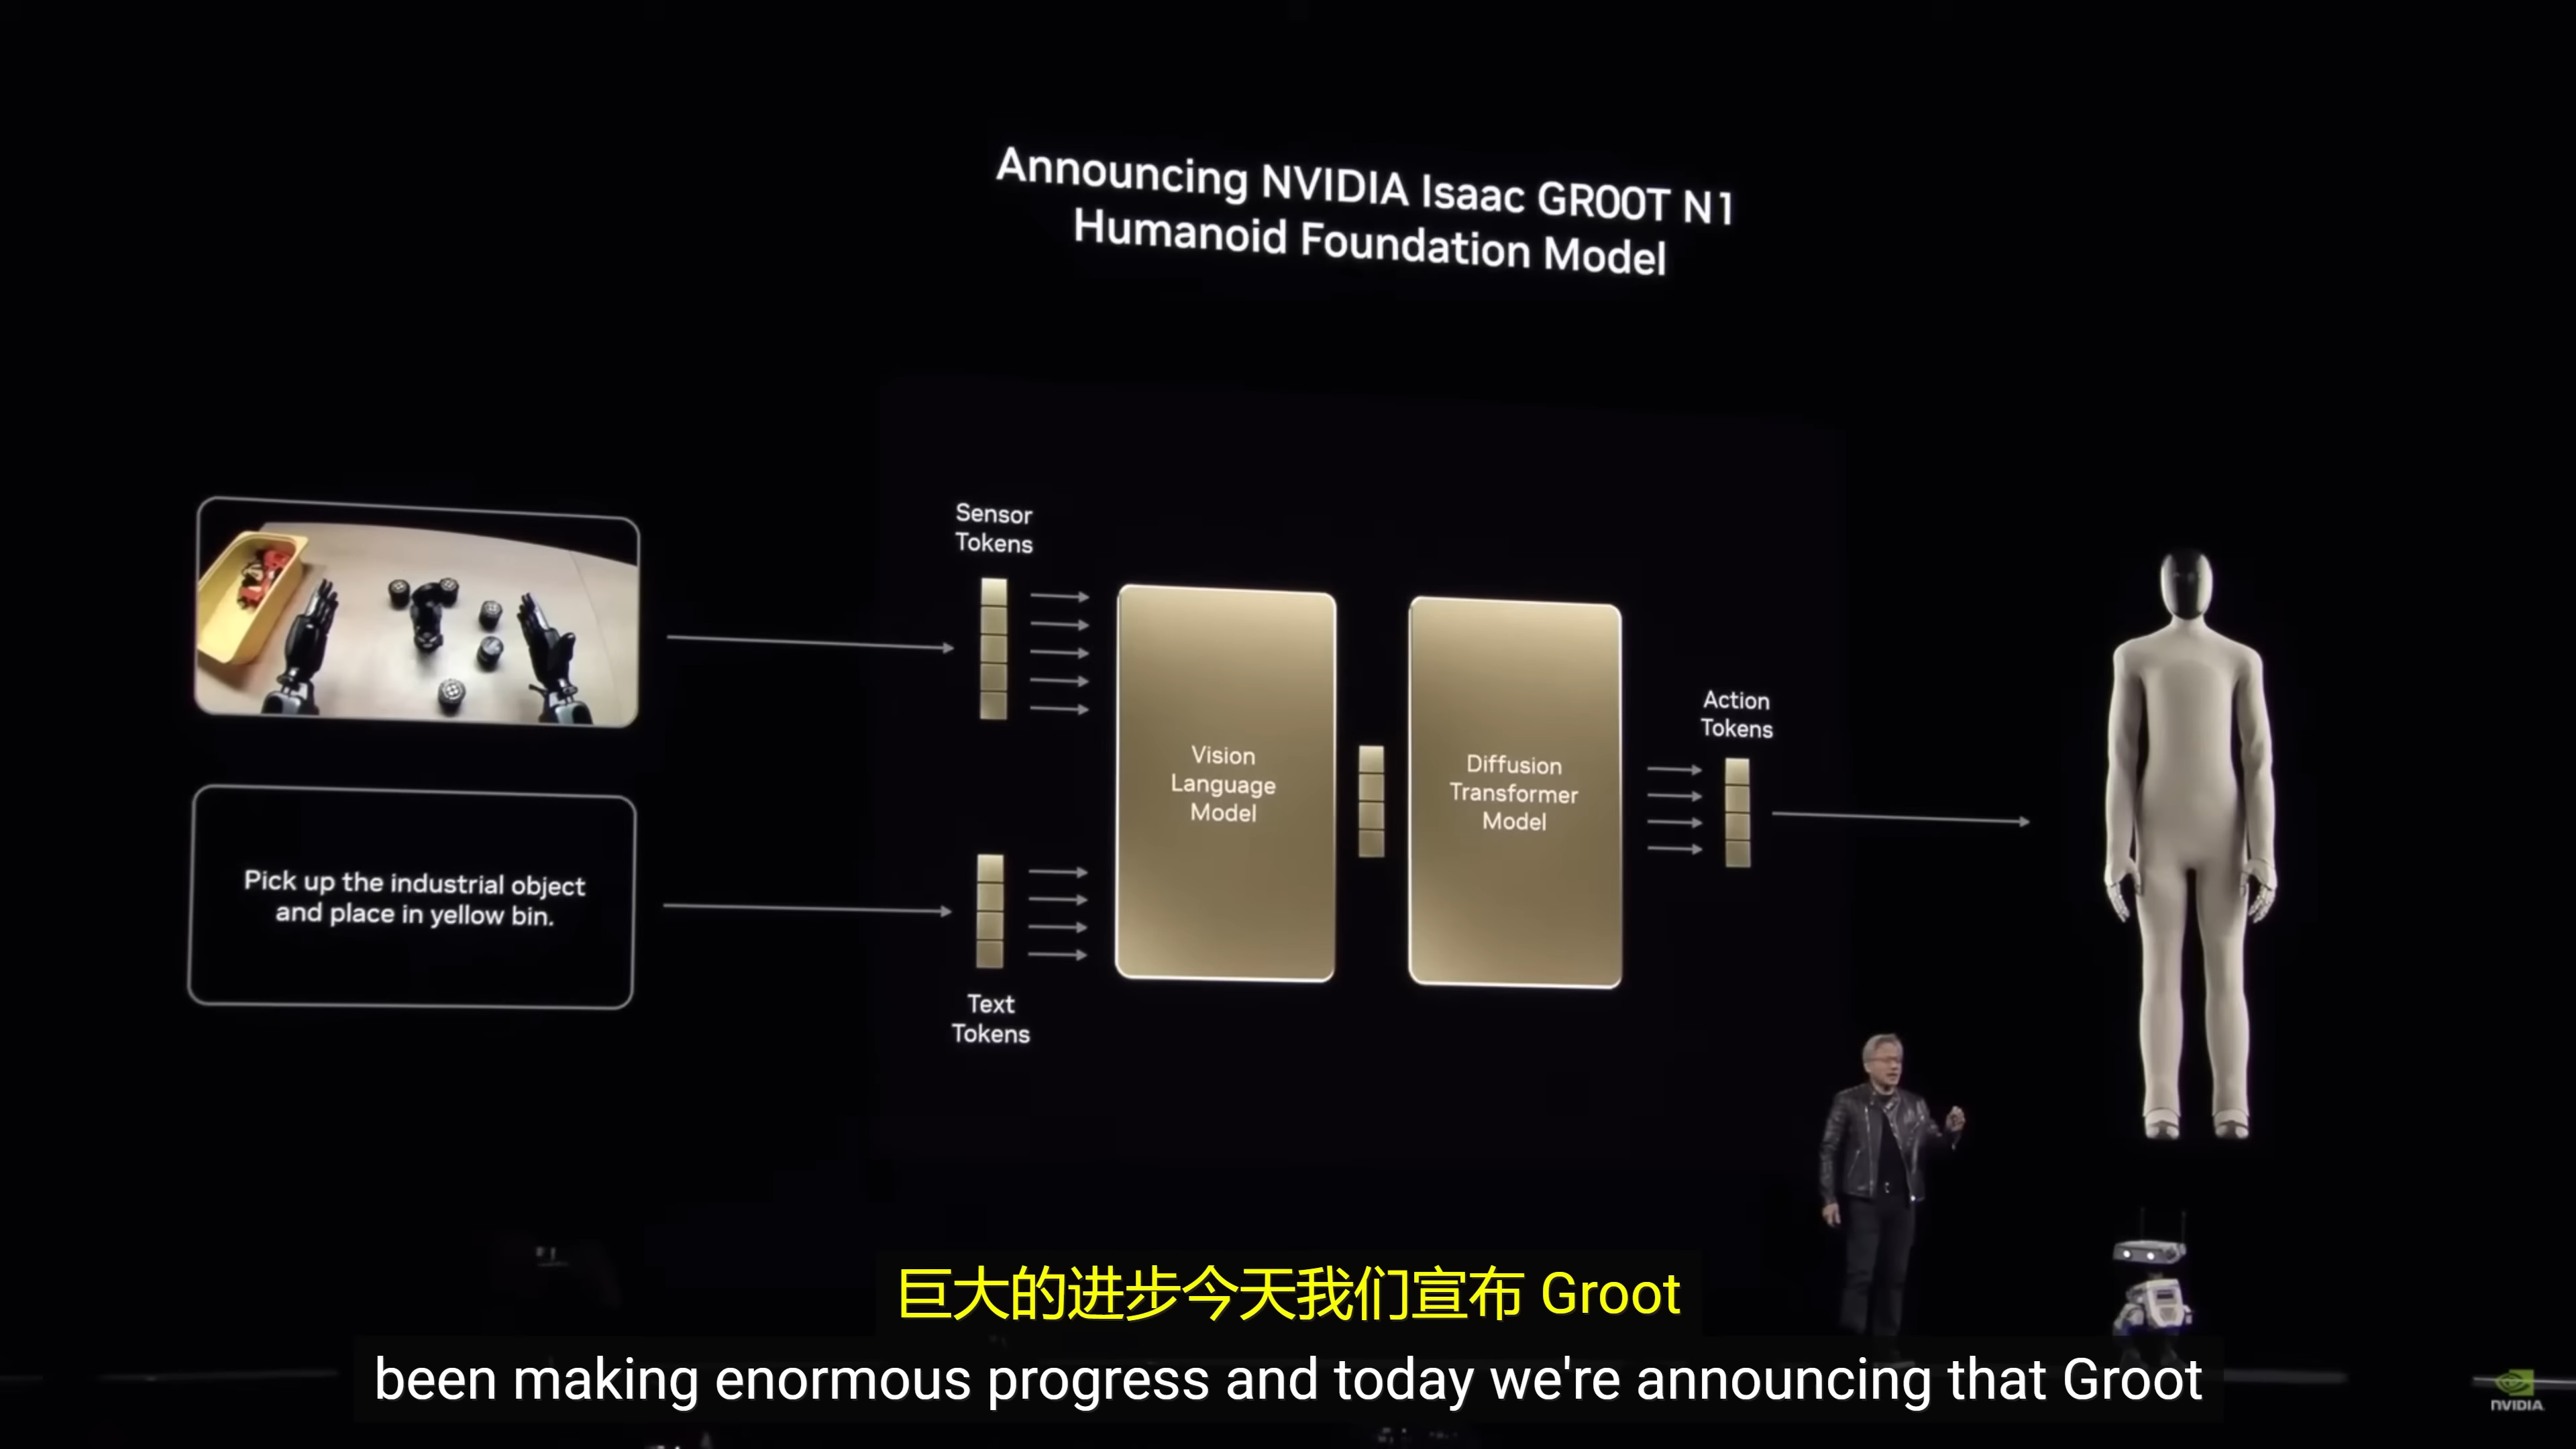 Announcing NVIDIA Isaac GR00T N1
Humanoid Foundation Model
Sensor
Tokens
Pick up the industrial object
and place in yellow bin.
Text
Tokens
Vision
Language
Model
Diffusion
Transformer
Model
Action
Tokens
巨大的进步今天我们宣布 Groot
been making enormous progress and today we're announcing that Groot
NVIDIA